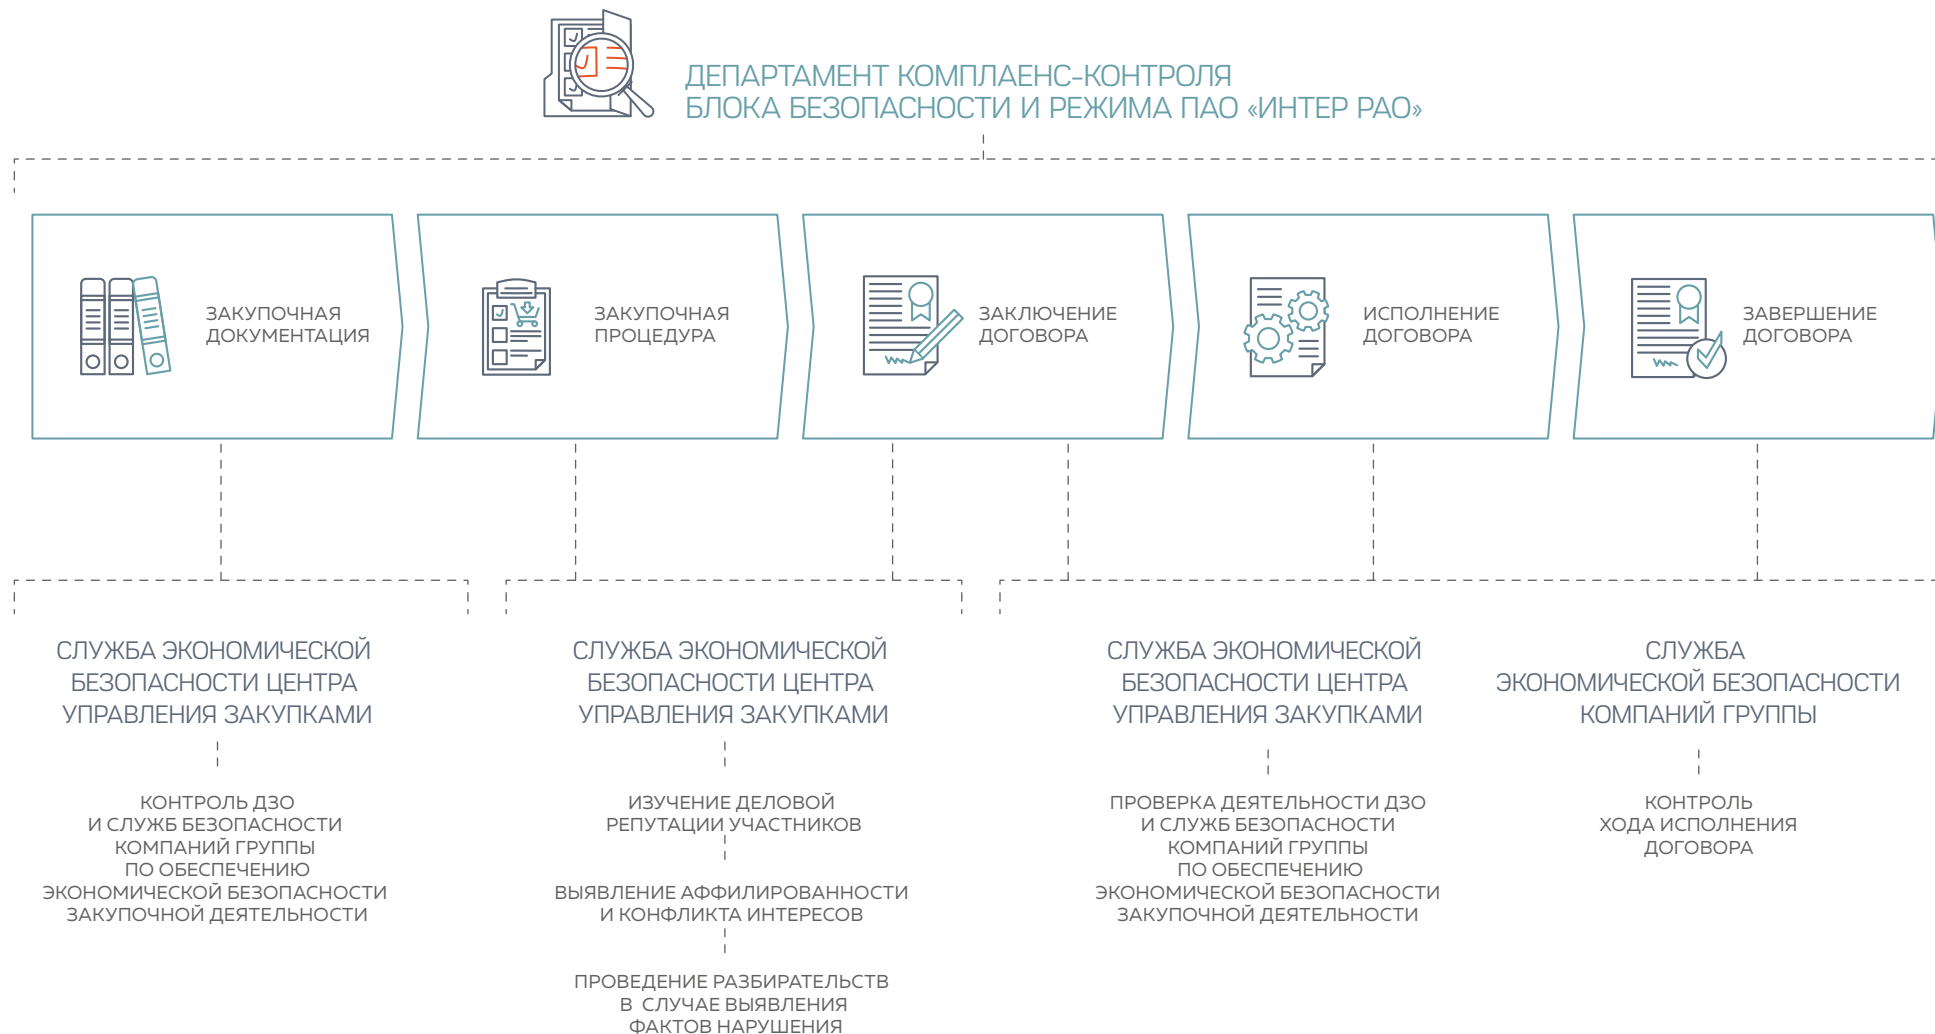 ДЕПАРТАМЕНТ КОМПЛАЕНС-КОНТРОЛЯ
БЛОКА БЕЗОПАСНОСТИ И РЕЖИМА ПАО «ИНТЕР РАО»
ЗАКУПОЧНАЯ
ДОКУМЕНТАЦИЯ
ЗАКУПОЧНАЯ
ПРОЦЕДУРА
ЗАКЛЮЧЕНИЕ
ДОГОВОРА
ИСПОЛНЕНИЕ
ДОГОВОРА
ЗАВЕРШЕНИЕ
ДОГОВОРА
СЛУЖБА ЭКОНОМИЧЕСКОЙ
БЕЗОПАСНОСТИ ЦЕНТРА
УПРАВЛЕНИЯ ЗАКУПКАМИ
КОНТРОЛЬ ДЗО
И СЛУЖБ БЕЗОПАСНОСТИ
КОМПАНИЙ ГРУППЫ
ПО ОБЕСПЕЧЕНИЮ
ЭКОНОМИЧЕСКОЙ БЕЗОПАСНОСТИ
ЗАКУПОЧНОЙ ДЕЯТЕЛЬНОСТИ
СЛУЖБА ЭКОНОМИЧЕСКОЙ
БЕЗОПАСНОСТИ ЦЕНТРА
УПРАВЛЕНИЯ ЗАКУПКАМИ
ИЗУЧЕНИЕ ДЕЛОВОЙ
РЕПУТАЦИИ УЧАСТНИКОВ
ВЫЯВЛЕНИЕ АФФИЛИРОВАННОСТИ
И КОНФЛИКТА ИНТЕРЕСОВ
ПРОВЕДЕНИЕ РАЗБИРАТЕЛЬСТВ
В СЛУЧАЕ ВЫЯВЛЕНИЯ
ФАКТОВ НАРУШЕНИЯ
СЛУЖБА ЭКОНОМИЧЕСКОЙ
БЕЗОПАСНОСТИ ЦЕНТРА
УПРАВЛЕНИЯ ЗАКУПКАМИ
ПРОВЕРКА ДЕЯТЕЛЬНОСТИ ДЗО
И СЛУЖБ БЕЗОПАСНОСТИ
КОМПАНИЙ ГРУППЫ
ПО ОБЕСПЕЧЕНИЮ
ЭКОНОМИЧЕСКОЙ БЕЗОПАСНОСТИ
ЗАКУПОЧНОЙ ДЕЯТЕЛЬНОСТИ
СЛУЖБА
ЭКОНОМИЧЕСКОЙ БЕЗОПАСНОСТИ
КОМПАНИЙ ГРУППЫ
КОНТРОЛЬ
ХОДА ИСПОЛНЕНИЯ
ДОГОВОРА